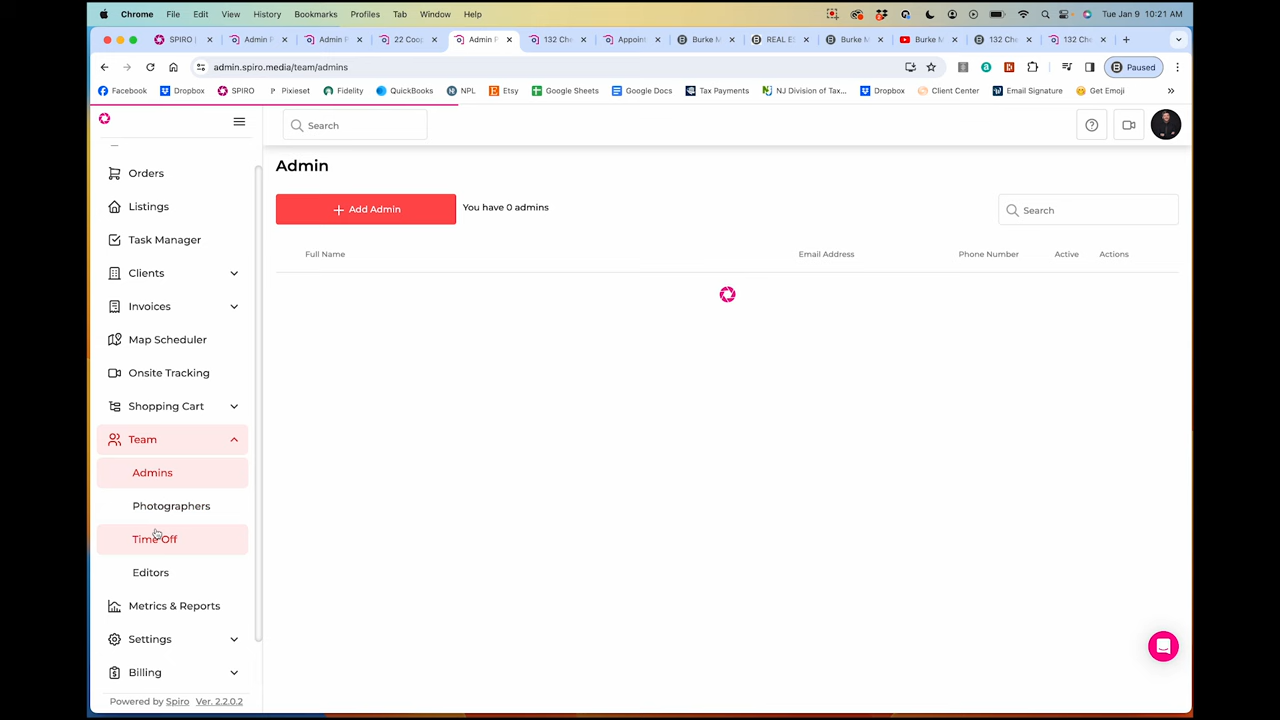 Chrome File Edit View History Bookmarks Profiles Tab Window Help Tue Jan 9 10:21 AM
SPIRO | Admin P Admin P 22 Coo Admin P 132 Che Appoint Burke M REAL ES Burke M Burke M 132 Che 132 Che
admin.spiro.media/team/admins Paused
Facebook Dropbox SPIRO Pixieset Fidelity QuickBooks NPL Etsy Google Sheets Google Docs Tax Payments NJ Division of Tax... Dropbox Client Center Email Signature Get Emoji »
Search
Admin
Orders
Add Admin You have 0 admins Search
Listings
Task Manager
Full Name Email Address Phone Number Active Actions
Clients
Invoices
Map Scheduler
Onsite Tracking
Shopping Cart
Team
Admins
Photographers
Time Off
Editors
Metrics & Reports
Settings
Billing
Powered by Spiro Ver. 2.2.0.2